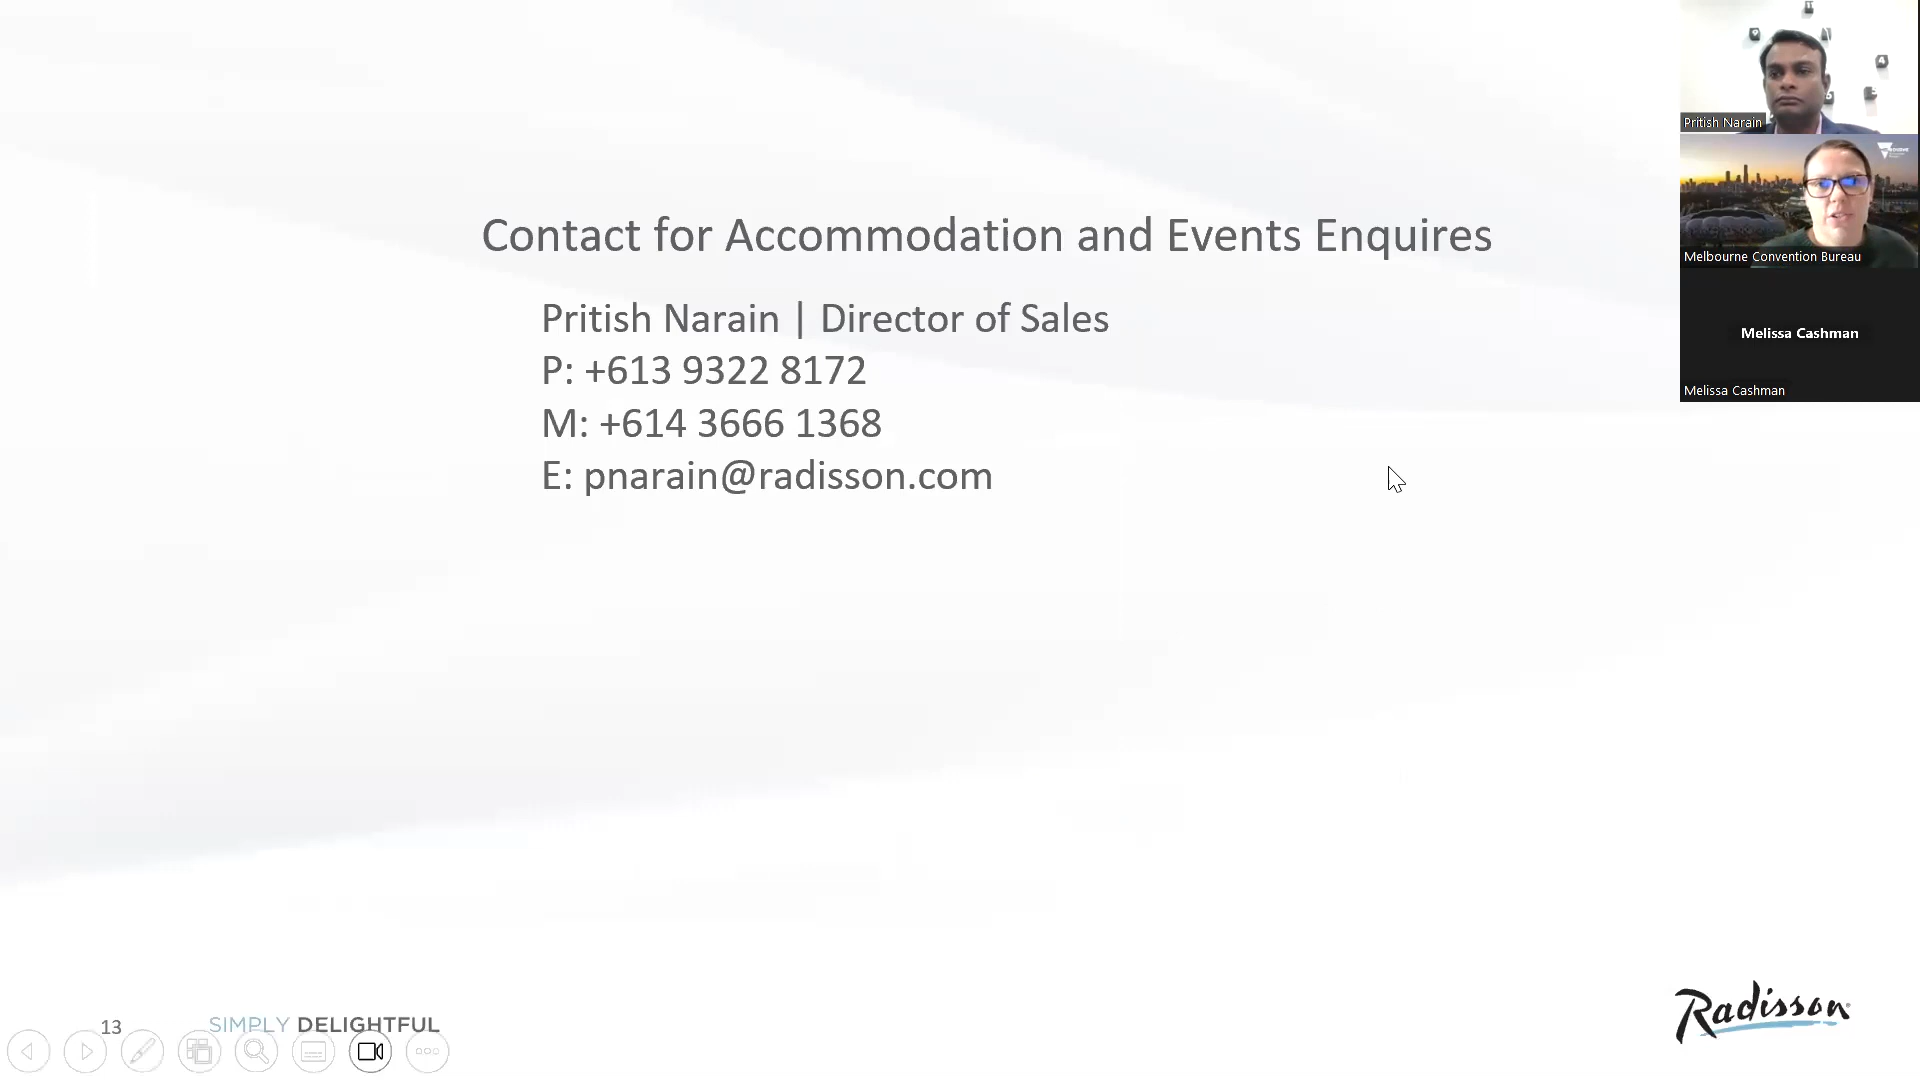 Contact for Accommodation and Events Enquires
Pritish Narain | Director of Sales
P: +613 9322 8172
M: +614 3666 1368
E: pnarain@radisson.com
Pritish Narain
Melbourne Convention Bureau
Melissa Cashman
Melissa Cashman
13
SIMPLY DELIGHTFUL
Radisson